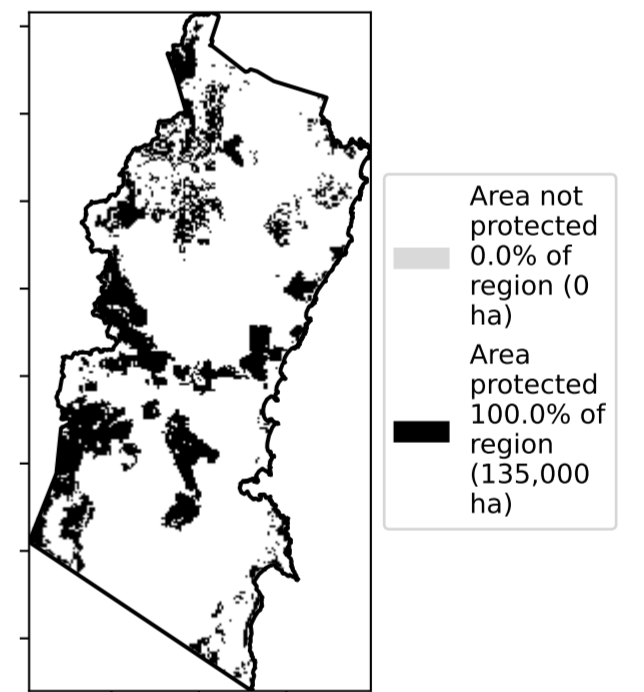 Area not
protected
0.0% of
region (0
ha)
Area
protected
100.0% of
region
(135,000
ha)